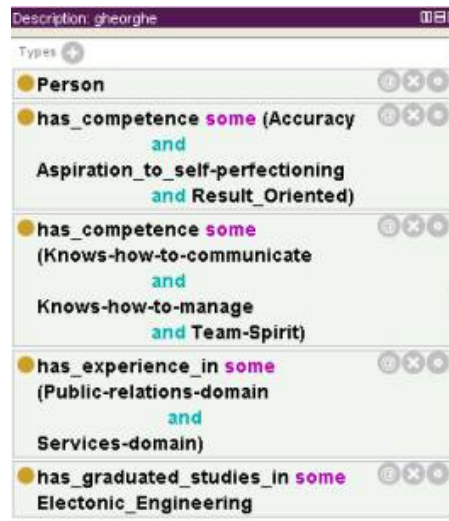 Description: gheorghe
Types
Person
has_competence some (Accuracy
and
Aspiration_to_self-perfectioning
and Result_Oriented)
has_competence some
(Knows-how-to-communicate
and
Knows-how-to-manage
and Team-Spirit)
has_experience_in some
(Public-relations-domain
and
Services-domain)
has_graduated_studies_in some
Electonic_Engineering